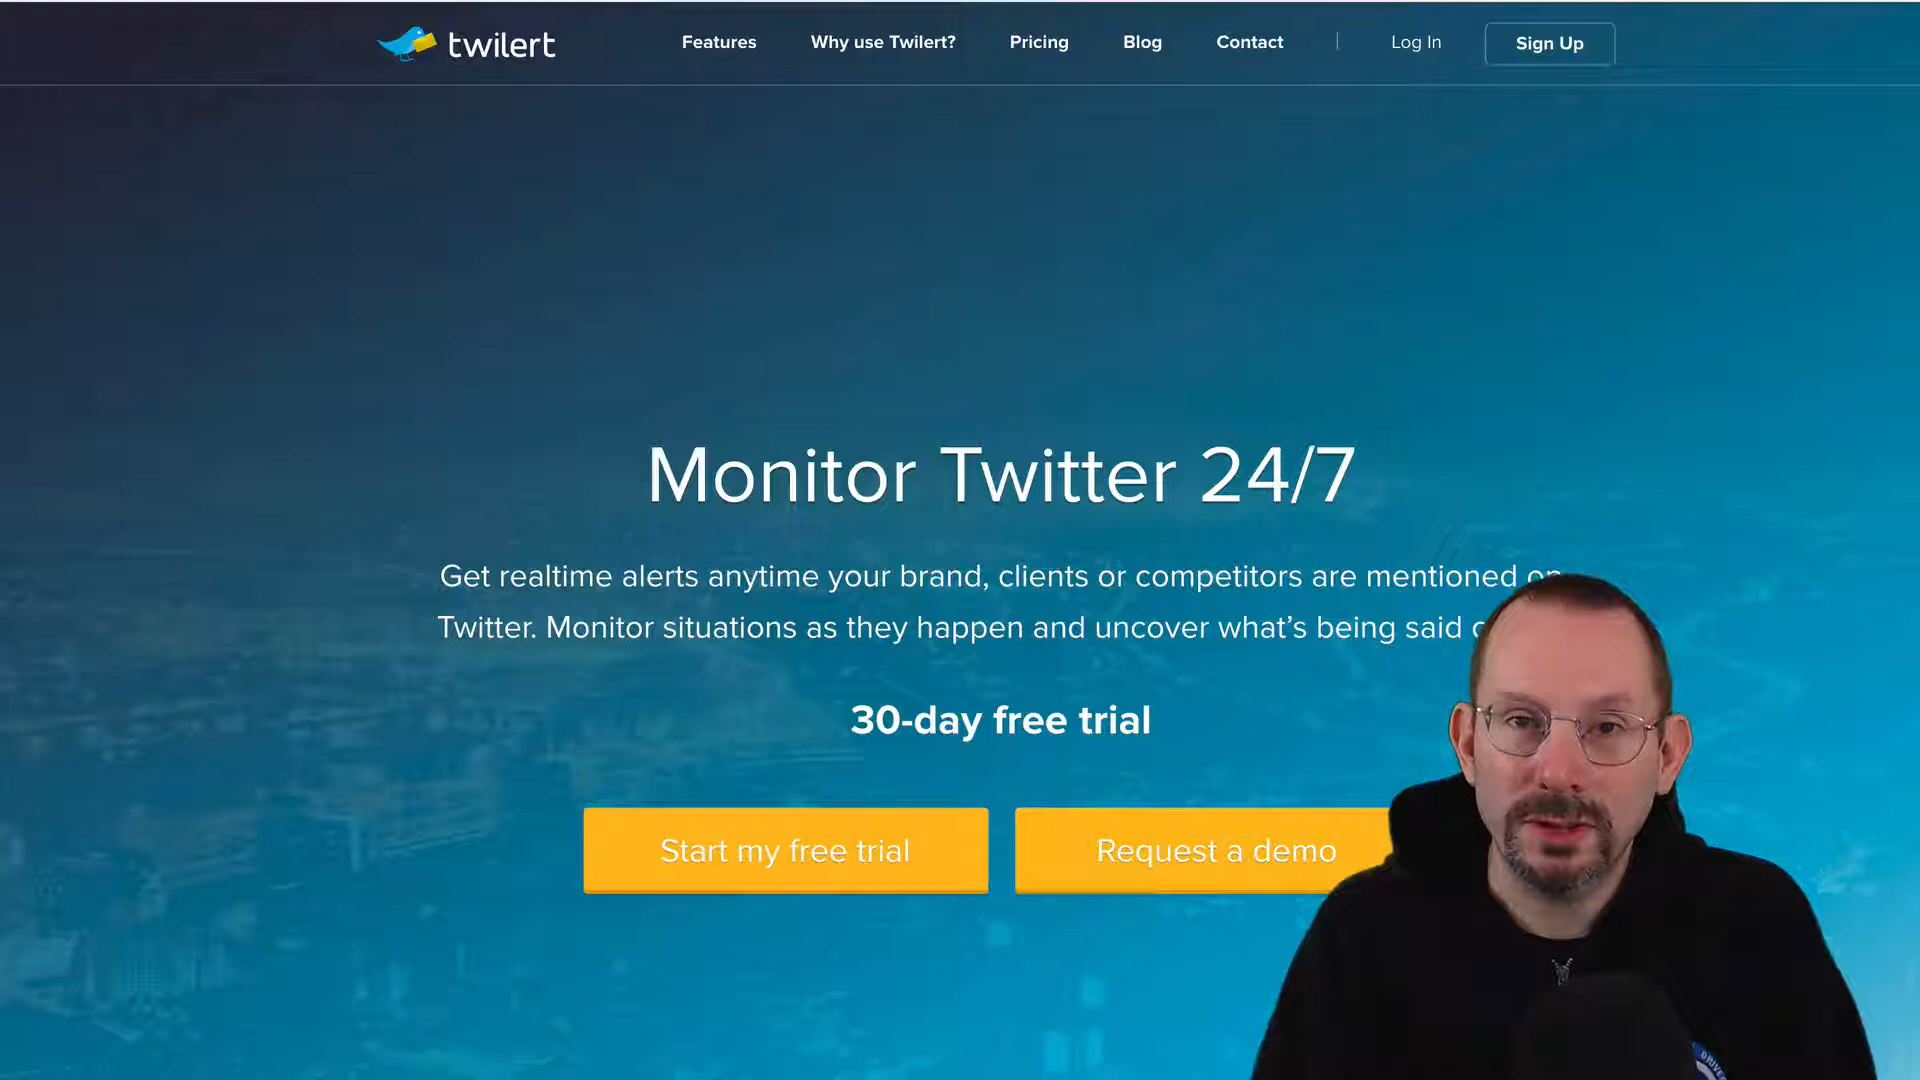 twilert
Features
Why use Twilert?
Pricing
Blog
Contact
Log In
Sign Up
Monitor Twitter 24/7
Get realtime alerts anytime your brand, clients or competitors are mentioned on
Twitter. Monitor situations as they happen and uncover what's being said
30-day free trial
Start my free trial
Request a demo